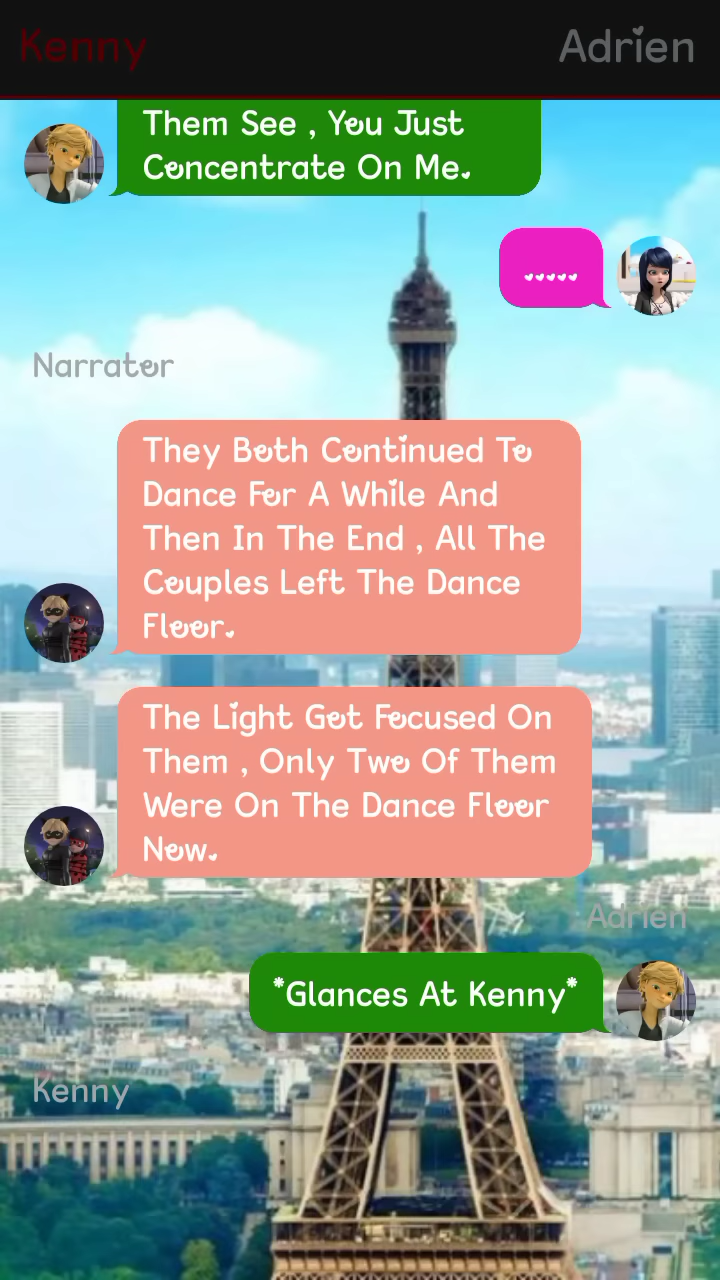 Kenny
Adrien
Them See , You Just
Concentrate On Me.
.....
Narrator
They Both Continued To
Dance For A While And
Then In The End , All The
Couples Left The Dance
Floor.
The Light Got Focused On
Them , Only Two Of Them
Were On The Dance Floor
Now.
Adrien
*Glances At Kenny*
Kenny